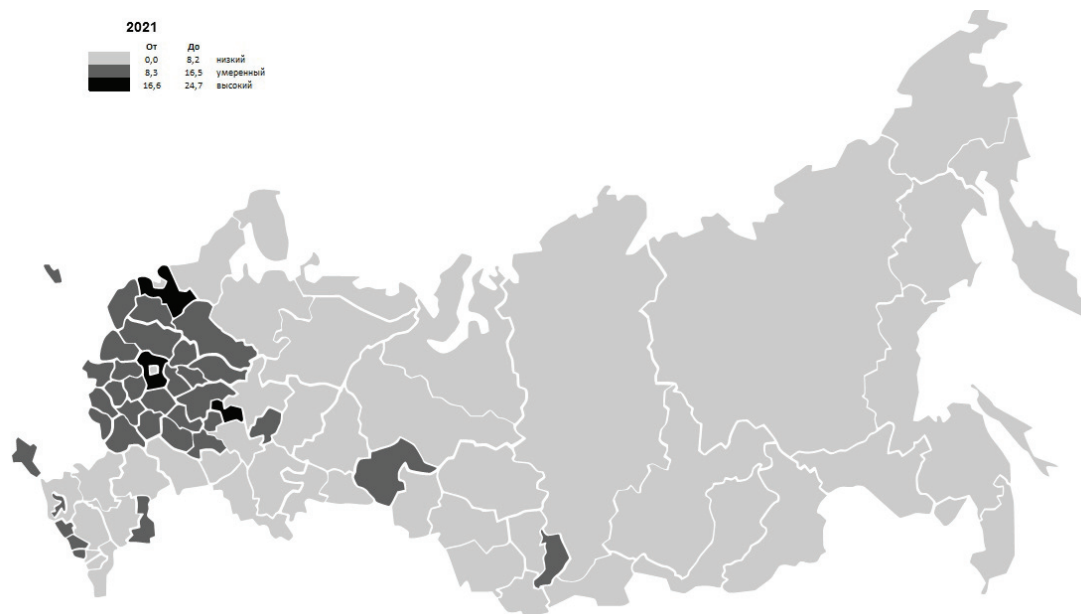 2021
От До
0,0 8,2 низкий
8,3 16,5 умеренный
16,6 24,7 высокий